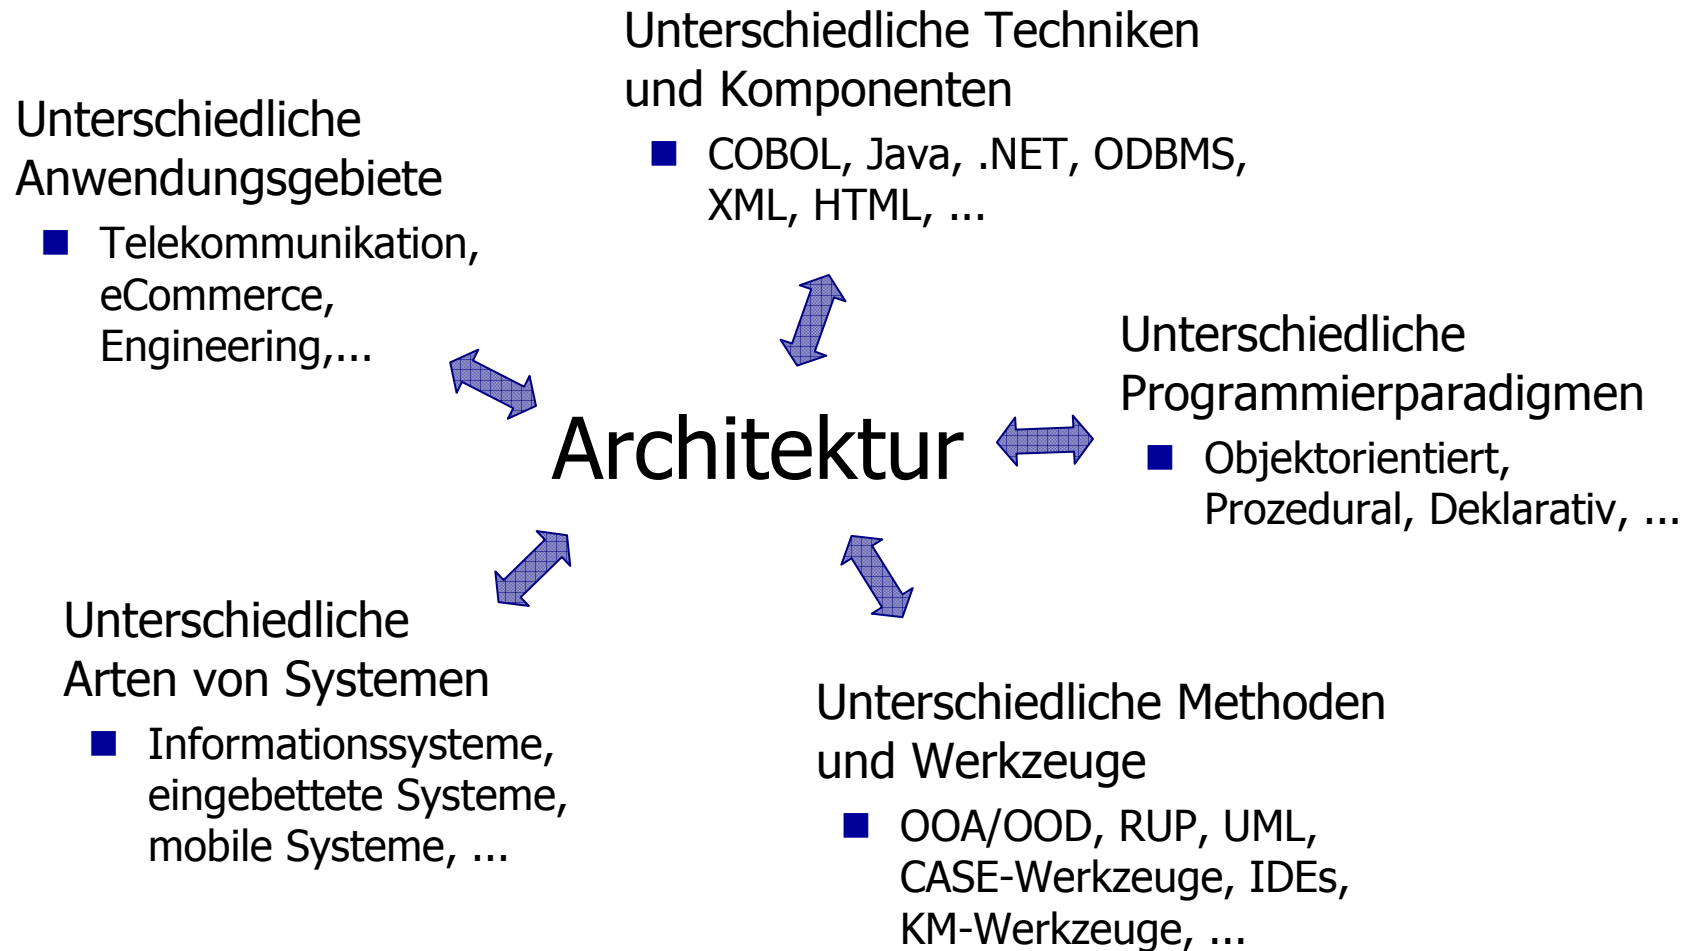 Unterschiedliche Techniken
und Komponenten
COBOL, Java, .NET, ODBMS,
XML, HTML, ...
Unterschiedliche
Anwendungsgebiete
Telekommunikation,
eCommerce,
Engineering,...
Unterschiedliche
Programmierparadigmen
Objektorientiert,
Prozedural, Deklarativ, ...
Architektur
Unterschiedliche
Arten von Systemen
Informationssysteme,
eingebettete Systeme,
mobile Systeme, ...
Unterschiedliche Methoden
und Werkzeuge
OOA/OOD, RUP, UML,
CASE-Werkzeuge, IDEs,
KM-Werkzeuge, ...